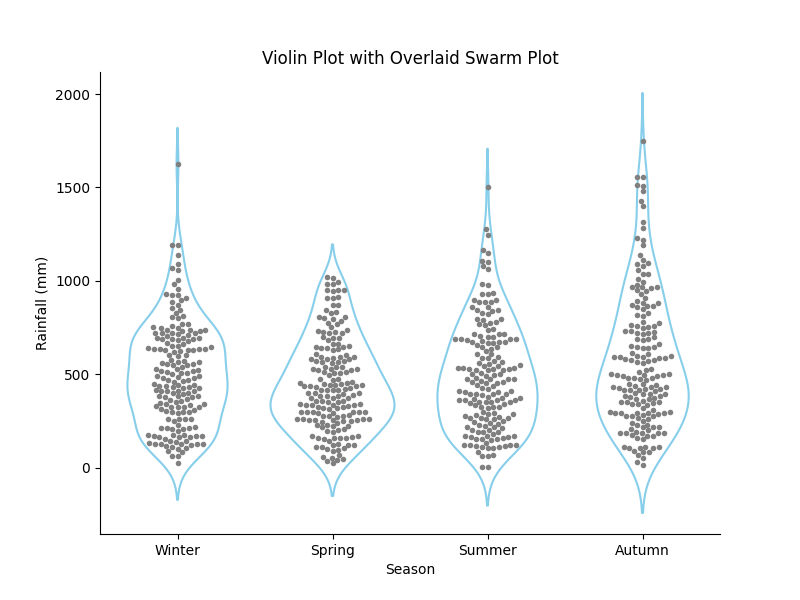 Violin Plot with Overlaid Swarm Plot
2000
1500
1000
500
0
Rainfall (mm)
Winter
Spring
Summer
Autumn
Season